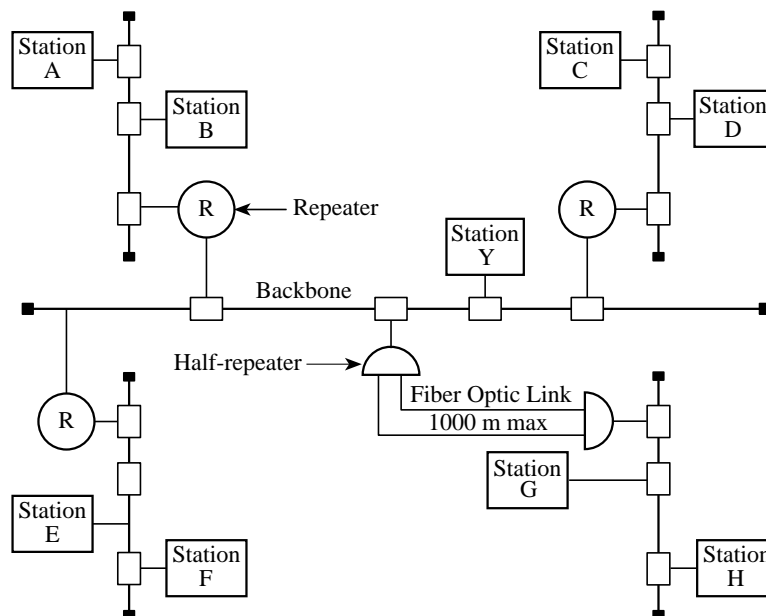 Station
A
Station
C
Station
B
Station
D
R
Repeater
R
Station
Y
Backbone
Half-repeater
Fiber Optic Link
1000 m max
R
Station
G
Station
E
Station
F
Station
H